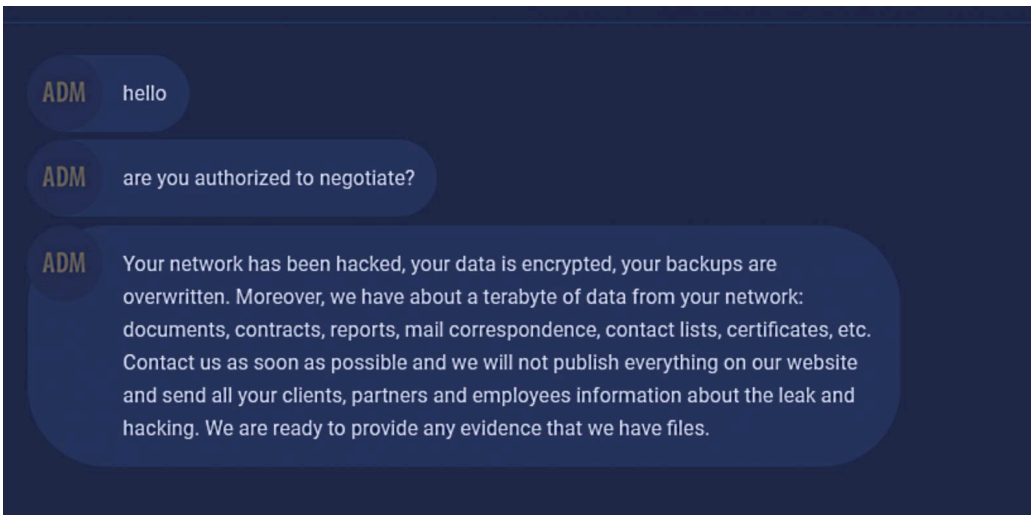 ADM hello
ADM are you authorized to negotiate?
ADM Your network has been hacked, your data is encrypted, your backups are
overwritten. Moreover, we have about a terabyte of data from your network:
documents, contracts, reports, mail correspondence, contact lists, certificates, etc.
Contact us as soon as possible and we will not publish everything on our website
and send all your clients, partners and employees information about the leak and
hacking. We are ready to provide any evidence that we have files.